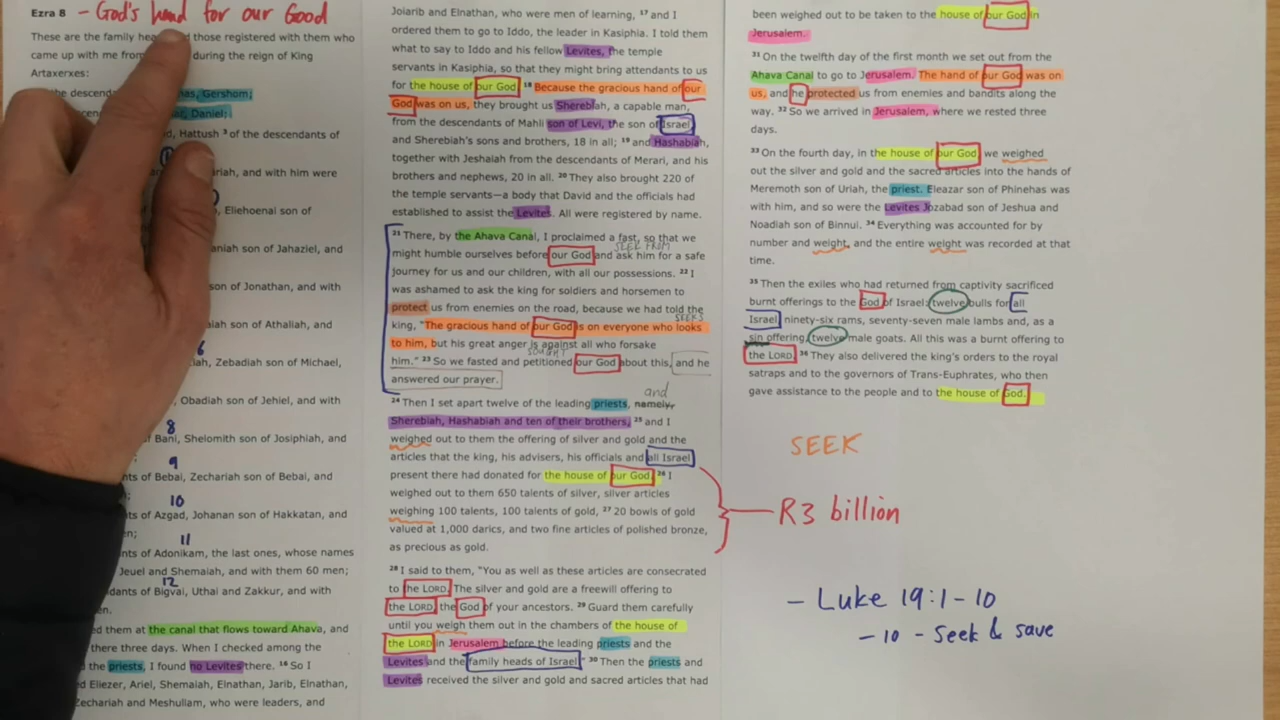 Ezra 8 - God's hand for our Good
These are the family hea those registered with them who
came up with me from during the reign of King
Artaxerxes:
the descenda as, Gershom;
ar, Daniel;
d, Hattush ³ of the descendants of
ariah, and with him were
, Eliehoenai son of
aniah son of Jahaziel, and
son of Jonathan, and with
aiah son of Athaliah, and
6
iah, Zebadiah son of Michael,
, Obadiah son of Jehiel, and with
8
f Bani, Shelomith son of Josiphiah, and
9
ts of Bebai, Zechariah son of Bebai, and
10
nts of Azgad, Johanan son of Hakkatan, and
en;
11
nts of Adonikam, the last ones, whose names
Jeuel and Shemaiah, and with them 60 men;
12
dants of Bigvai, Uthai and Zakkur, and with
en.
ed them at the canal that flows toward Ahava, and
there three days. When I checked among the
the priests, I found no Levites there. ¹⁶ So I
ed Eliezer, Ariel, Shemaiah, Elnathan, Jarib, Elnathan,
Zechariah and Meshullam, who were leaders, and
Joiarib and Elnathan, who were men of learning, ¹⁷ and I
ordered them to go to Iddo, the leader in Kasiphia. I told them
what to say to Iddo and his fellow Levites, the temple
servants in Kasiphia, so that they might bring attendants to us
for the house of our God. ¹⁸ Because the gracious hand of our
God was on us, they brought us Sherebiah, a capable man,
from the descendants of Mahli son of Levi, the son of Israel,
and Sherebiah's sons and brothers, 18 in all; ¹⁹ and Hashabiah,
together with Jeshaiah from the descendants of Merari, and his
brothers and nephews, 20 in all. ²⁰ They also brought 220 of
the temple servants—a body that David and the officials had
established to assist the Levites. All were registered by name.
²¹ There, by the Ahava Canal, I proclaimed a fast, so that we
SEEK FROM
might humble ourselves before our God and ask him for a safe
journey for us and our children, with all our possessions. ²² I
was ashamed to ask the king for soldiers and horsemen to
protect us from enemies on the road, because we had told the
SEEKS
king, "The gracious hand of our God is on everyone who looks
to him, but his great anger is against all who forsake
SOUGHT
him." ²³ So we fasted and petitioned our God about this, and he
answered our prayer.
and
²⁴ Then I set apart twelve of the leading priests, namely,
Sherebiah, Hashabiah and ten of their brothers, ²⁵ and I
weighed out to them the offering of silver and gold and the
articles that the king, his advisers, his officials and all Israel
present there had donated for the house of our God. ²⁶ I
weighed out to them 650 talents of silver, silver articles
weighing 100 talents, 100 talents of gold, ²⁷ 20 bowls of gold
valued at 1,000 darics, and two fine articles of polished bronze,
as precious as gold.
²⁸ I said to them, "You as well as these articles are consecrated
to the LORD. The silver and gold are a freewill offering to
the LORD, the God of your ancestors. ²⁹ Guard them carefully
until you weigh them out in the chambers of the house of
the LORD in Jerusalem before the leading priests and the
Levites and the family heads of Israel." ³⁰ Then the priests and
Levites received the silver and gold and sacred articles that had
been weighed out to be taken to the house of our God in
Jerusalem.
³¹ On the twelfth day of the first month we set out from the
Ahava Canal to go to Jerusalem. The hand of our God was on
us, and he protected us from enemies and bandits along the
way. ³² So we arrived in Jerusalem, where we rested three
days.
³³ On the fourth day, in the house of our God, we weighed
out the silver and gold and the sacred articles into the hands of
Meremoth son of Uriah, the priest. Eleazar son of Phinehas was
with him, and so were the Levites Jozabad son of Jeshua and
Noadiah son of Binnui. ³⁴ Everything was accounted for by
number and weight, and the entire weight was recorded at that
time.
³⁵ Then the exiles who had returned from captivity sacrificed
burnt offerings to the God of Israel: twelve bulls for all
Israel, ninety-six rams, seventy-seven male lambs and, as a
sin offering, twelve male goats. All this was a burnt offering to
the LORD. ³⁶ They also delivered the king's orders to the royal
satraps and to the governors of Trans-Euphrates, who then
gave assistance to the people and to the house of God.
SEEK
R3 billion
- Luke 19:1-10
- 10 - Seek & save